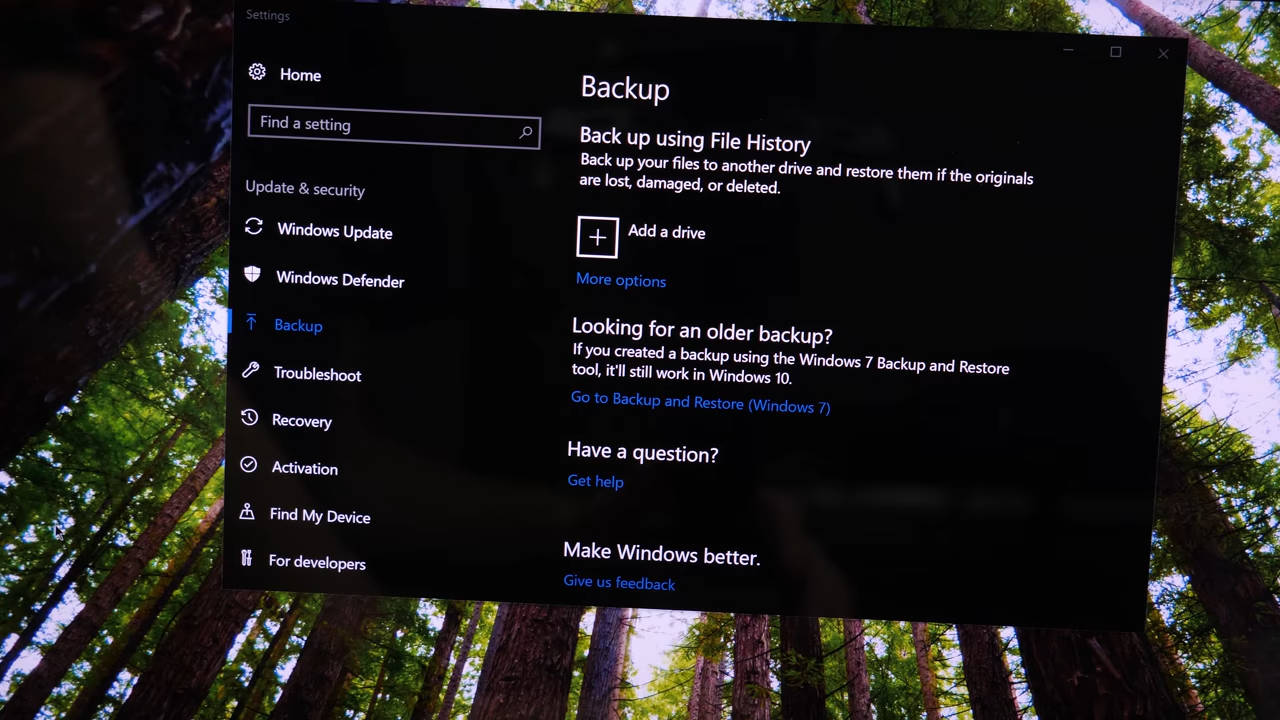 Settings
Home
Find a setting
Update & security
Windows Update
Windows Defender
Backup
Troubleshoot
Recovery
Activation
Find My Device
For developers
Backup
Back up using File History
Back up your files to another drive and restore them if the originals
are lost, damaged, or deleted.
Add a drive
More options
Looking for an older backup?
If you created a backup using the Windows 7 Backup and Restore
tool, it'll still work in Windows 10.
Go to Backup and Restore (Windows 7)
Have a question?
Get help
Make Windows better.
Give us feedback